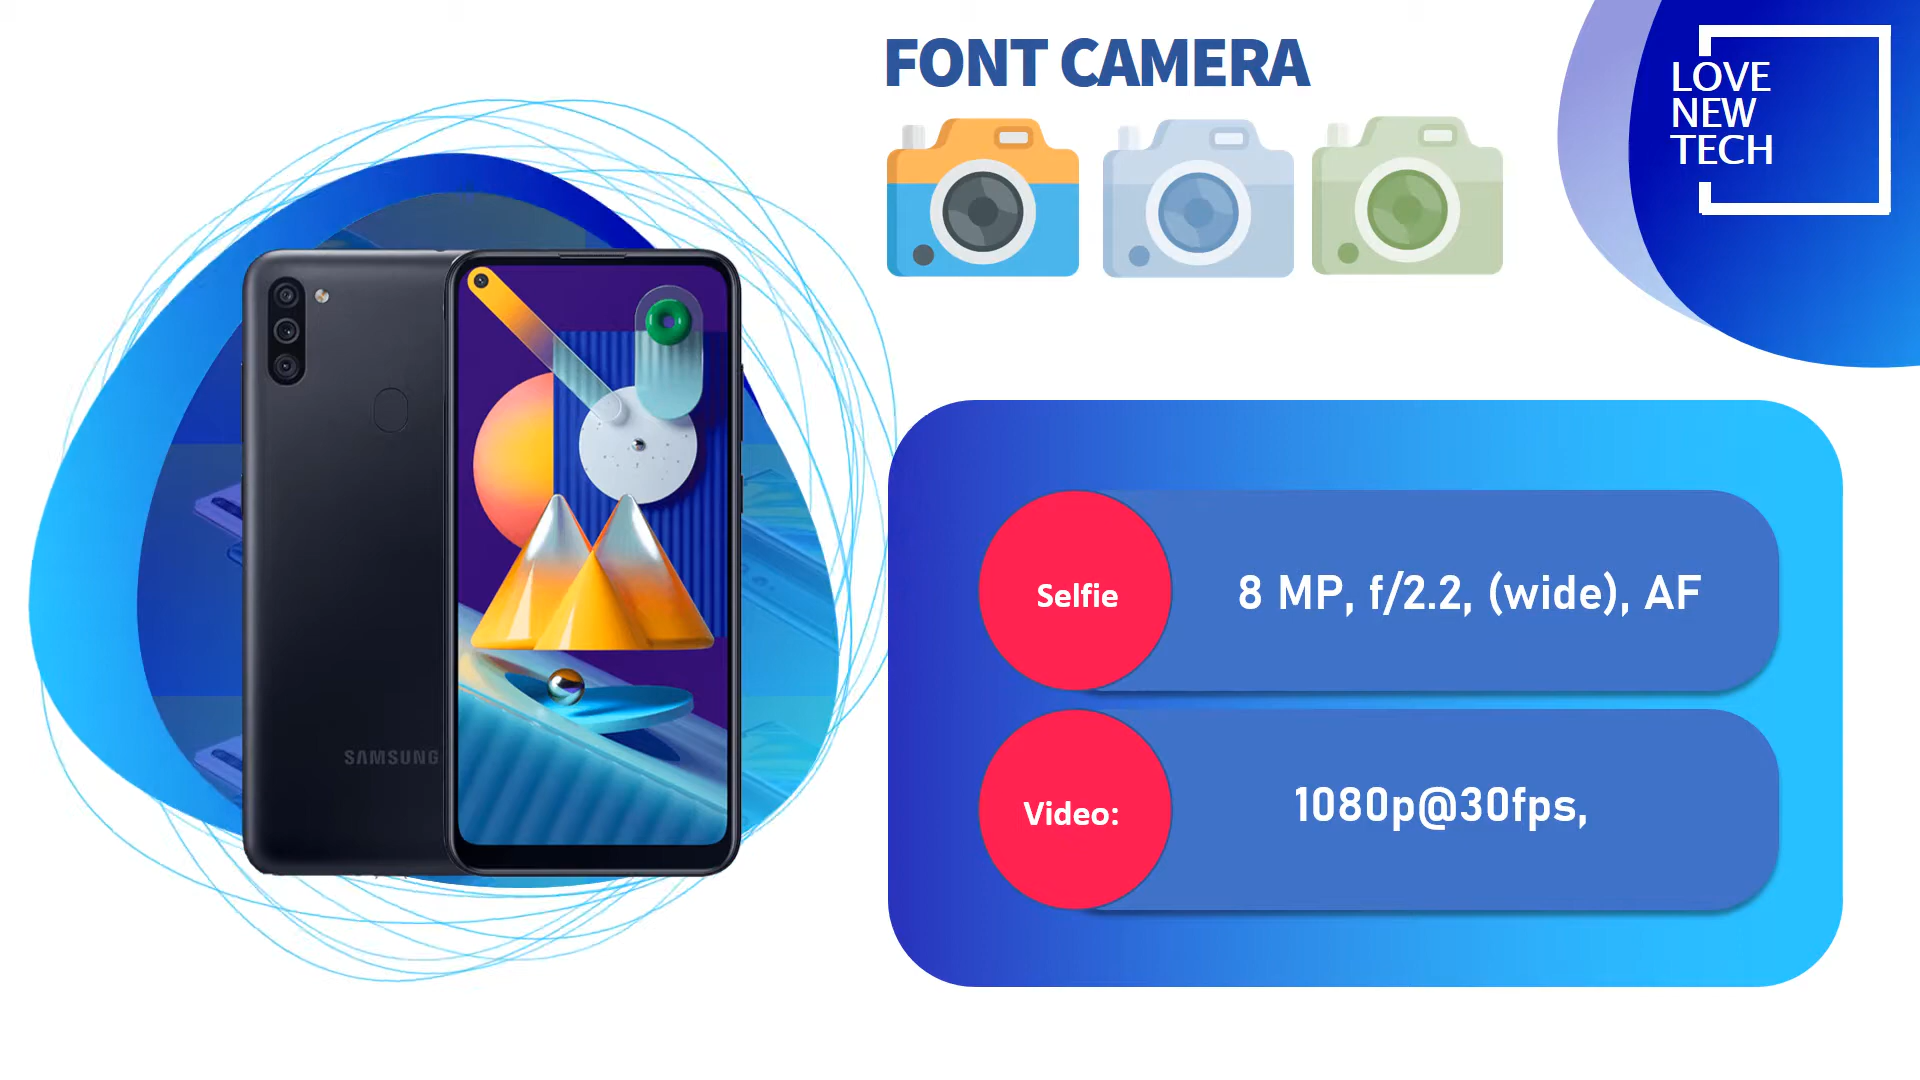 FONT CAMERA
LOVE
NEW
TECH
Selfie
8 MP, f/2.2, (wide), AF
SAMSUNG
Video:
1080p@30fps,